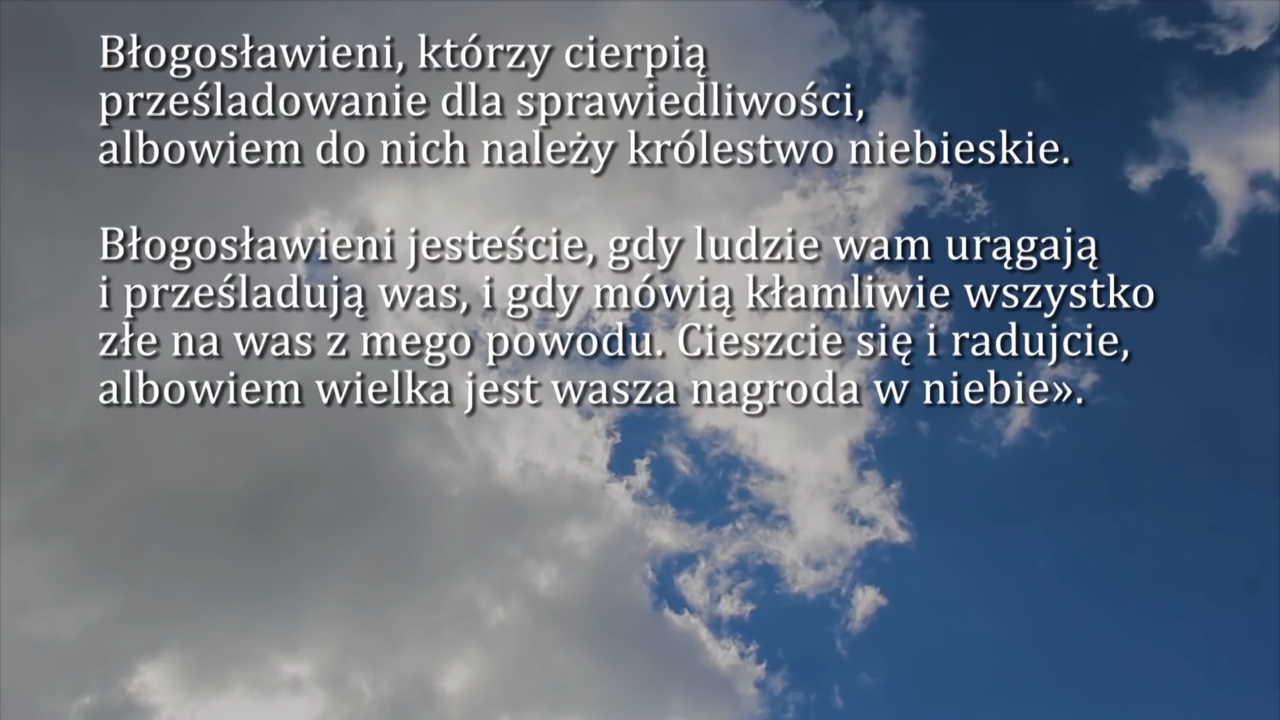 Błogosławieni, którzy cierpią
prześladowanie dla sprawiedliwości,
albowiem do nich należy królestwo niebieskie.
Błogosławieni jesteście, gdy ludzie wam urągają
i prześladują was, i gdy mówią kłamliwie wszystko
złe na was z mego powodu. Cieszcie się i radujcie,
albowiem wielka jest wasza nagroda w niebie».